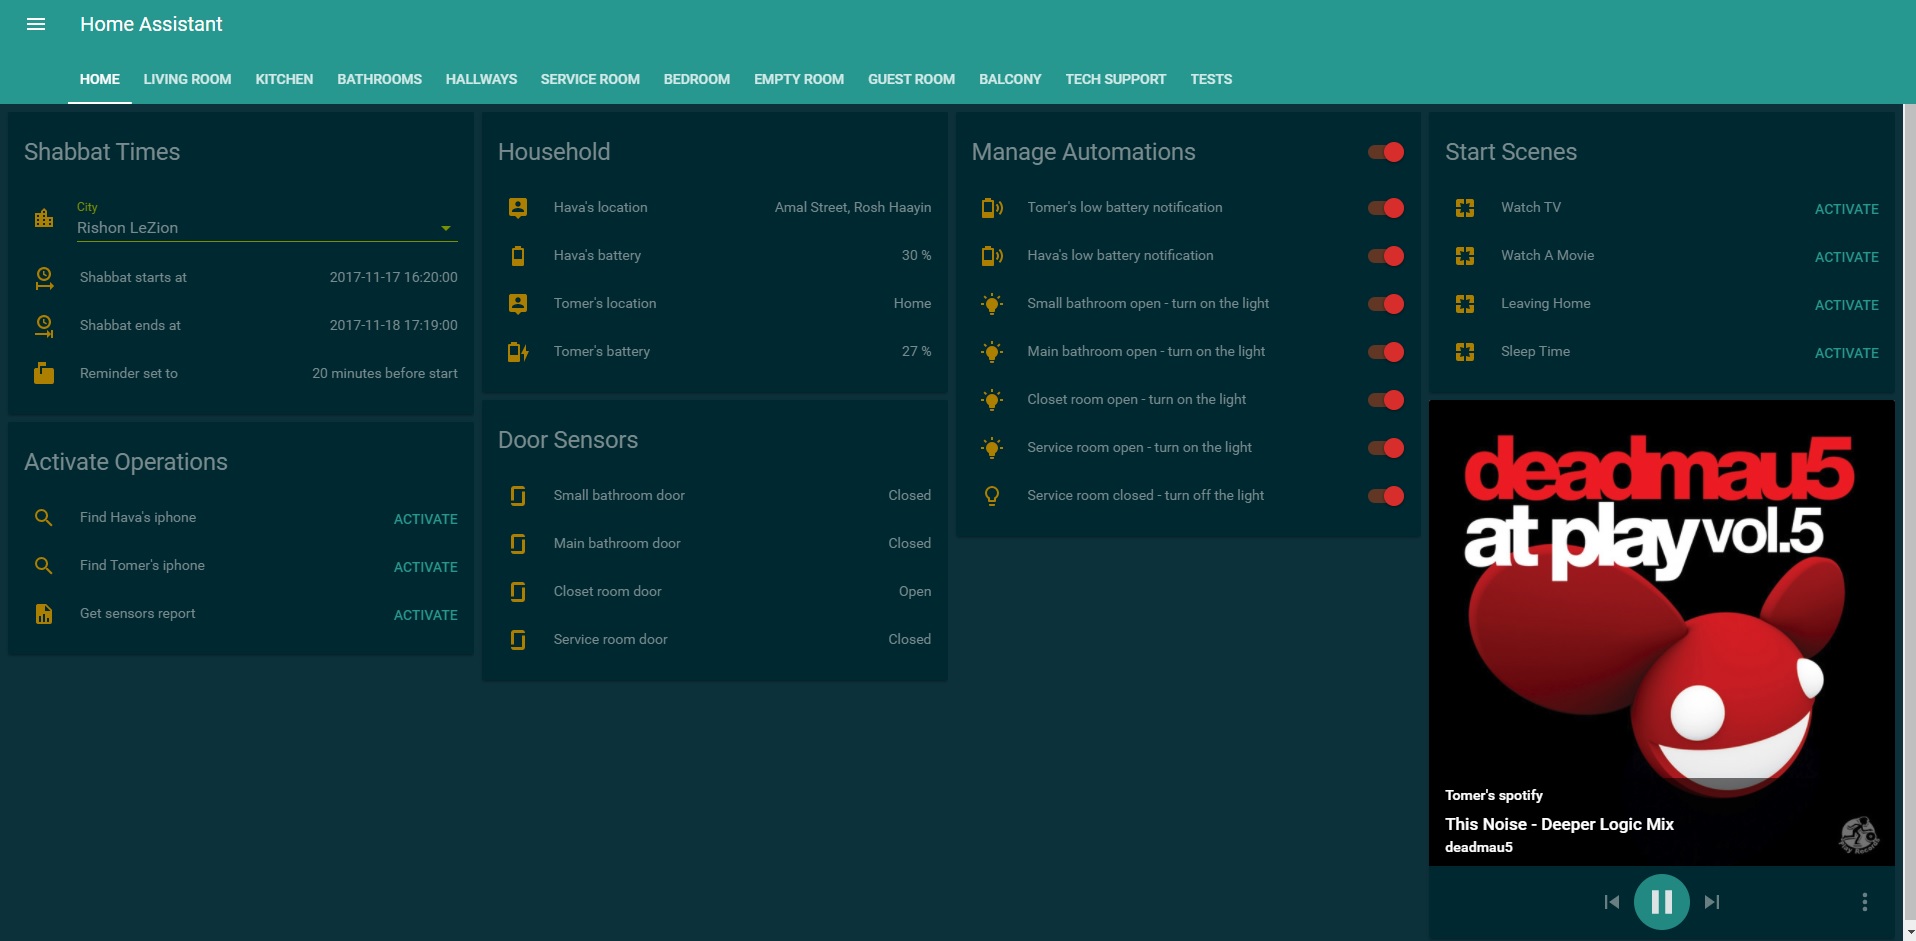 Home Assistant
HOME LIVING ROOM KITCHEN BATHROOMS HALLWAYS SERVICE ROOM BEDROOM EMPTY ROOM GUEST ROOM BALCONY TECH SUPPORT TESTS
Shabbat Times
City
Rishon LeZion
Shabbat starts at 2017-11-17 16:20:00
Shabbat ends at 2017-11-18 17:19:00
Reminder set to 20 minutes before start
Activate Operations
Find Hava's iphone ACTIVATE
Find Tomer's iphone ACTIVATE
Get sensors report ACTIVATE
Household
Hava's location Amal Street, Rosh Haayin
Hava's battery 30 %
Tomer's location Home
Tomer's battery 27 %
Door Sensors
Small bathroom door Closed
Main bathroom door Closed
Closet room door Open
Service room door Closed
Manage Automations
Tomer's low battery notification
Hava's low battery notification
Small bathroom open - turn on the light
Main bathroom open - turn on the light
Closet room open - turn on the light
Service room open - turn on the light
Service room closed - turn off the light
Start Scenes
Watch TV ACTIVATE
Watch A Movie ACTIVATE
Leaving Home ACTIVATE
Sleep Time ACTIVATE
deadmau5
at play vol.5
Tomer's spotify
This Noise - Deeper Logic Mix
deadmau5
Play Records